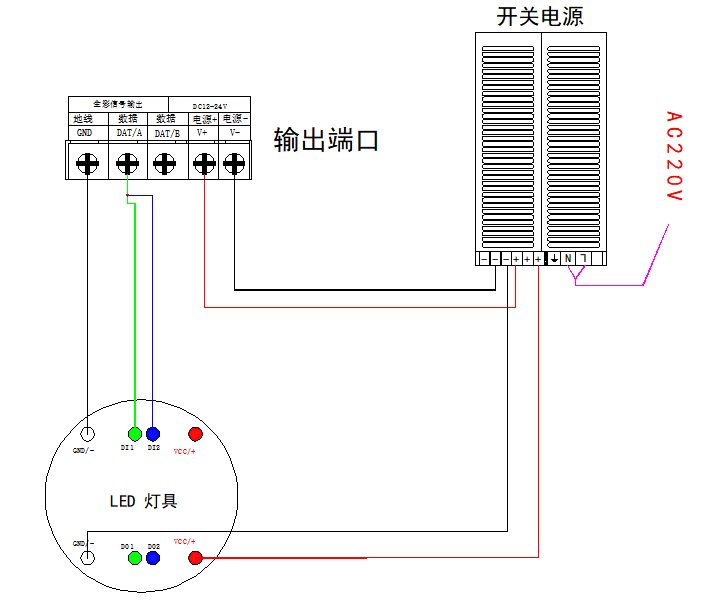 开关电源
全彩信号输出 DC12-24V
地线 数据 数据 电源+ 电源-
GND DAT/A DAT/B V+ V-
输出端口
AC220V
- - - + + + N L
GND/- DI1 DI2 VCC/+
LED 灯具
GND/- DO1 DO2 VCC/+